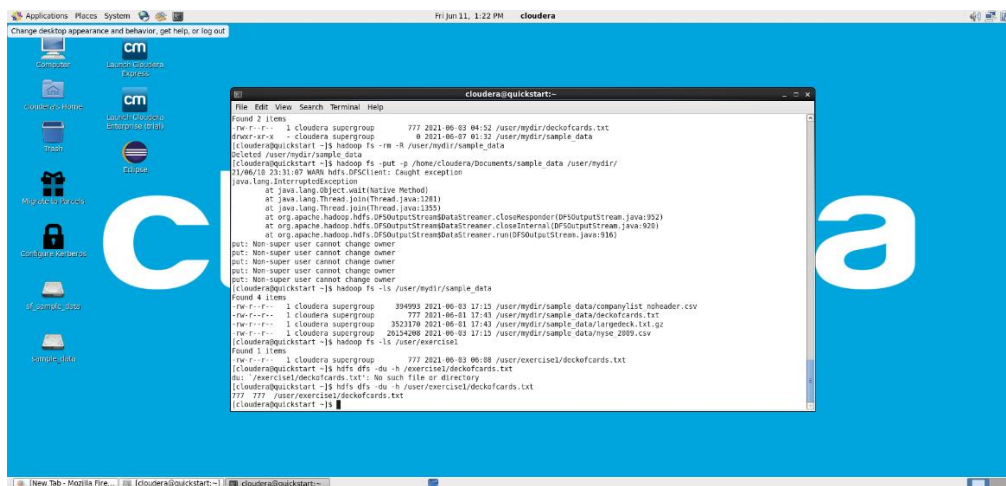 Applications Places System
Fri Jun 11, 1:22 PM cloudera
Change desktop appearance and behavior, get help, or log out
Computer
Launch Cloudera Express
Cloudera's Home
Launch Cloudera Enterprise (trial)
Trash
Eclipse
Migrate to Parcels
Configure Kerberos
sf_sample_data
sample_data
cloudera@quickstart:~
File Edit View Search Terminal Help
Found 2 items
-rw-r--r-- 1 cloudera supergroup 777 2021-06-03 04:52 /user/mydir/deckofcards.txt
drwxr-xr-x - cloudera supergroup 0 2021-06-07 01:32 /user/mydir/sample_data
[cloudera@quickstart ~]$ hadoop fs -rm -R /user/mydir/sample_data
Deleted /user/mydir/sample_data
[cloudera@quickstart ~]$ hadoop fs -put -p /home/cloudera/Documents/sample_data /user/mydir/
21/06/10 23:31:07 WARN hdfs.DFSClient: Caught exception
java.lang.InterruptedException
at java.lang.Object.wait(Native Method)
at java.lang.Thread.join(Thread.java:1281)
at java.lang.Thread.join(Thread.java:1355)
at org.apache.hadoop.hdfs.DFSOutputStream$DataStreamer.closeResponder(DFSOutputStream.java:952)
at org.apache.hadoop.hdfs.DFSOutputStream$DataStreamer.closeInternal(DFSOutputStream.java:920)
at org.apache.hadoop.hdfs.DFSOutputStream$DataStreamer.run(DFSOutputStream.java:916)
put: Non-super user cannot change owner
put: Non-super user cannot change owner
put: Non-super user cannot change owner
put: Non-super user cannot change owner
put: Non-super user cannot change owner
[cloudera@quickstart ~]$ hadoop fs -ls /user/mydir/sample_data
Found 4 items
-rw-r--r-- 1 cloudera supergroup 394993 2021-06-03 17:15 /user/mydir/sample_data/companylist_noheader.csv
-rw-r--r-- 1 cloudera supergroup 777 2021-06-01 17:43 /user/mydir/sample_data/deckofcards.txt
-rw-r--r-- 1 cloudera supergroup 3523170 2021-06-01 17:43 /user/mydir/sample_data/largedeck.txt.gz
-rw-r--r-- 1 cloudera supergroup 26154208 2021-06-03 17:15 /user/mydir/sample_data/nyse_2009.csv
[cloudera@quickstart ~]$ hadoop fs -ls /user/exercise1
Found 1 items
-rw-r--r-- 1 cloudera supergroup 777 2021-06-03 06:08 /user/exercise1/deckofcards.txt
[cloudera@quickstart ~]$ hdfs dfs -du -h /exercise1/deckofcards.txt
du: `/exercise1/deckofcards.txt': No such file or directory
[cloudera@quickstart ~]$ hdfs dfs -du -h /user/exercise1/deckofcards.txt
777 777 /user/exercise1/deckofcards.txt
[cloudera@quickstart ~]$
[New Tab - Mozilla Fire... [cloudera@quickstart:~] cloudera@quickstart:~